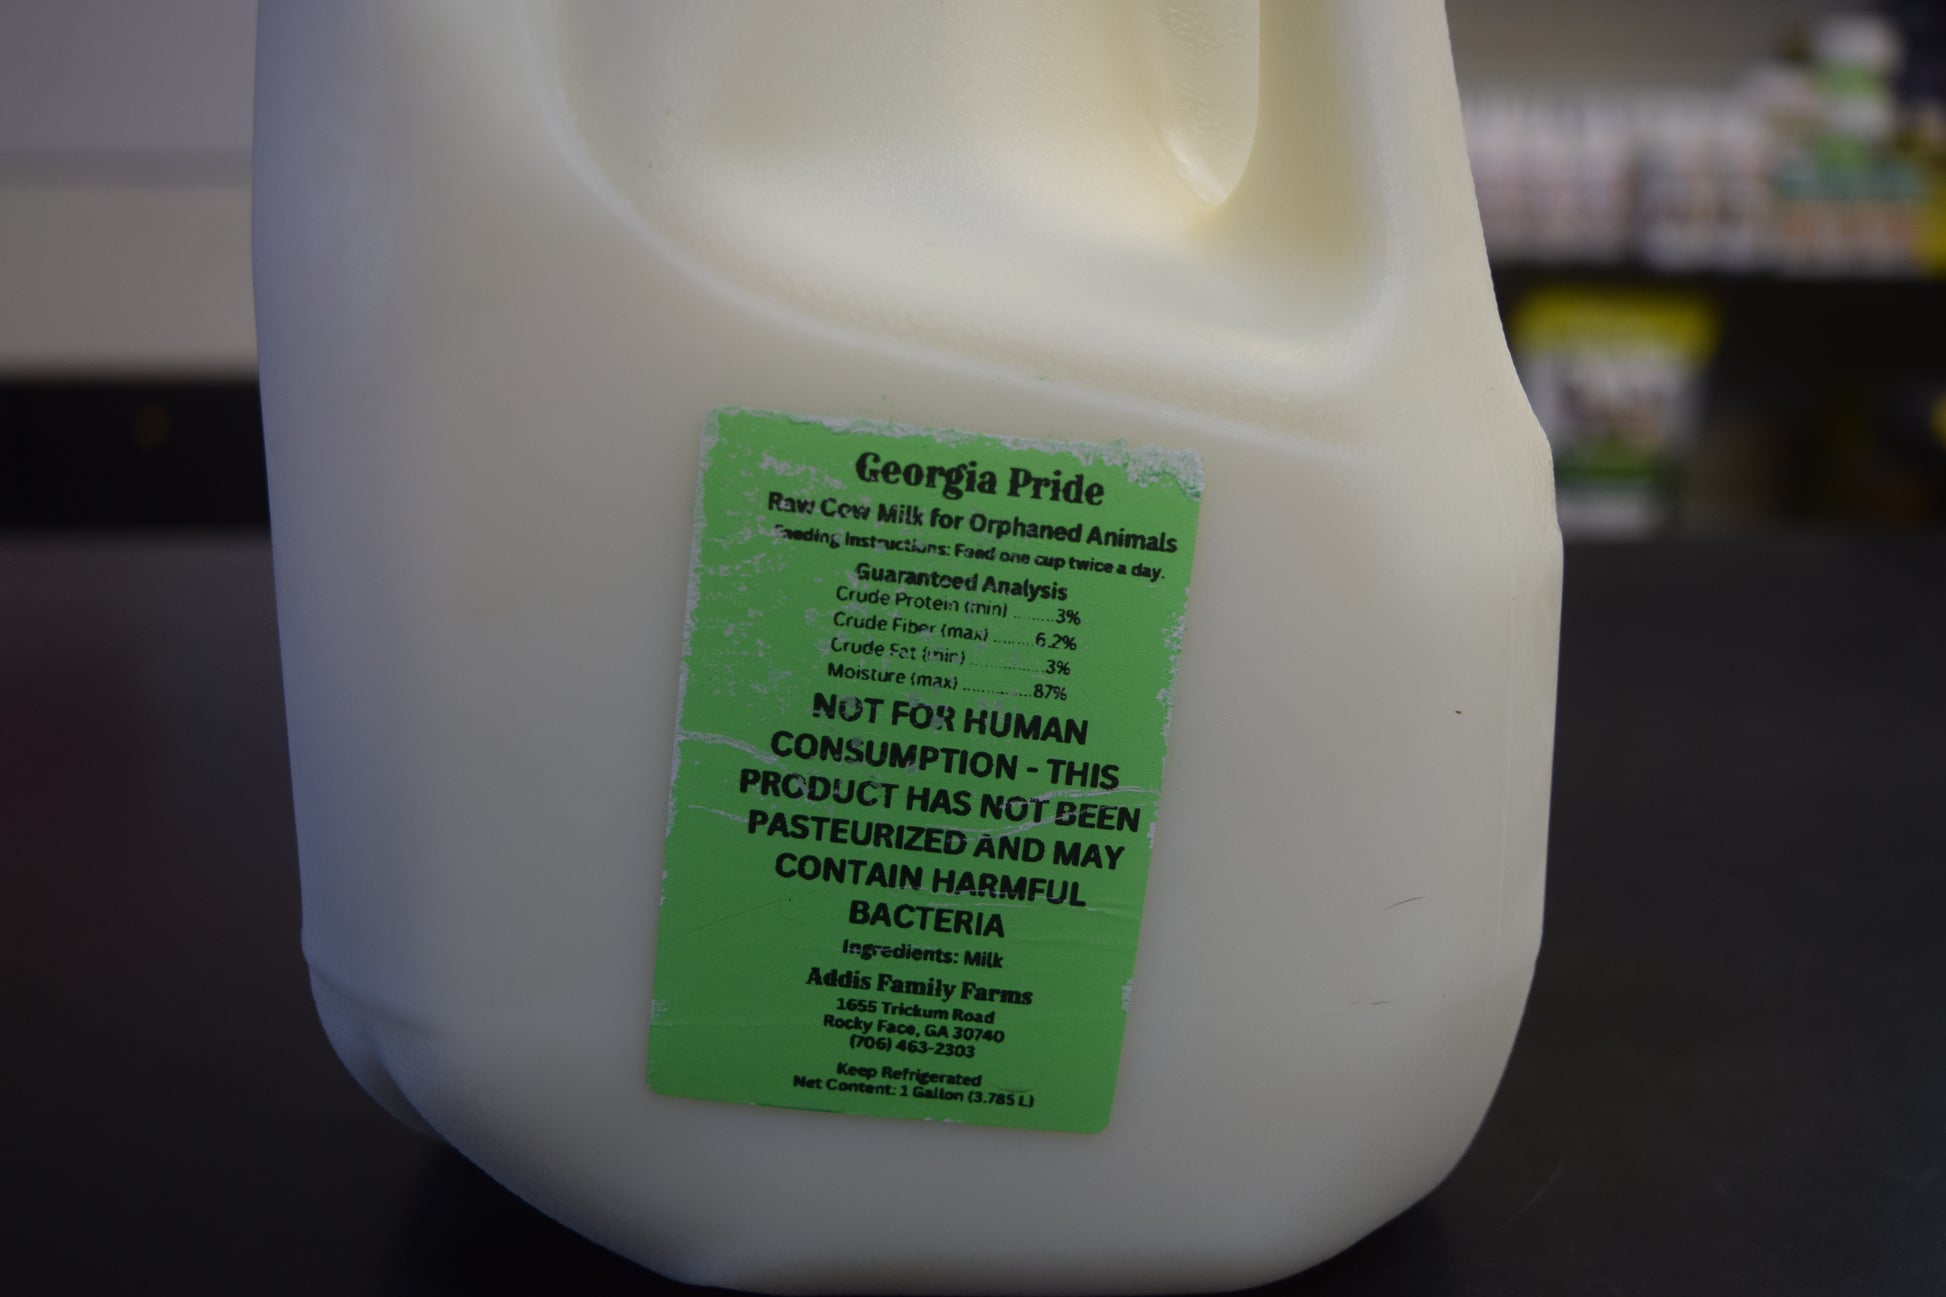 Georgia Pride
Raw Cow Milk for Orphaned Animals
Feeding Instructions: Feed one cup twice a day.
Guaranteed Analysis
Crude Protein (min) ........3%
Crude Fiber (max) ........6.2%
Crude Fat (min) ..............3%
Moisture (max) .............87%
NOT FOR HUMAN
CONSUMPTION - THIS
PRODUCT HAS NOT BEEN
PASTEURIZED AND MAY
CONTAIN HARMFUL
BACTERIA
Ingredients: Milk
Addis Family Farms
1655 Trickum Road
Rocky Face, GA 30740
(706) 463-2303
Keep Refrigerated
Net Content: 1 Gallon (3.785 L)